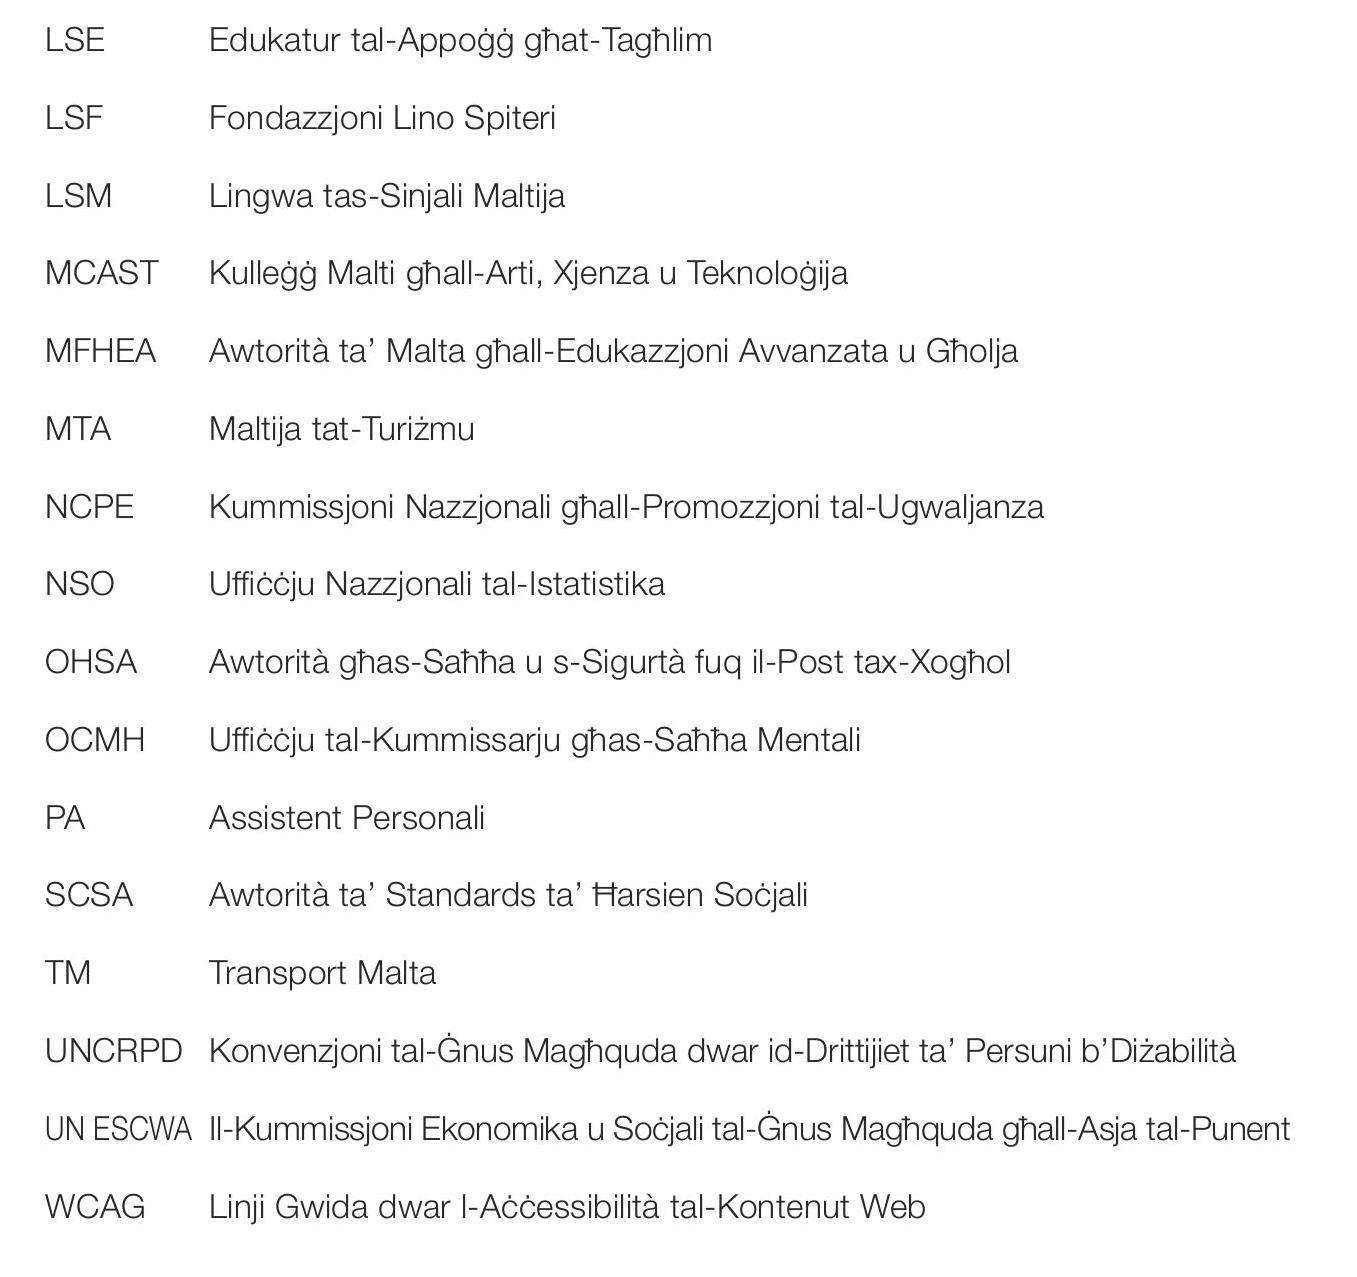 LSE Edukatur tal-Appoġġ għat-Tagħlim
LSF Fondazzjoni Lino Spiteri
LSM Lingwa tas-Sinjali Maltija
MCAST Kulleġġ Malti għall-Arti, Xjenza u Teknoloġija
MFHEA Awtorità ta’ Malta għall-Edukazzjoni Avvanzata u Għolja
MTA Maltija tat-Turiżmu
NCPE Kummissjoni Nazzjonali għall-Promozzjoni tal-Ugwaljanza
NSO Uffiċċju Nazzjonali tal-Istatistika
OHSA Awtorità għas-Saħħa u s-Sigurtà fuq il-Post tax-Xogħol
OCMH Uffiċċju tal-Kummissarju għas-Saħħa Mentali
PA Assistent Personali
SCSA Awtorità ta’ Standards ta’ Ħarsien Soċjali
TM Transport Malta
UNCRPD Konvenzjoni tal-Ġnus Magħquda dwar id-Drittijiet ta’ Persuni b’Diżabilità
UN ESCWA Il-Kummissjoni Ekonomika u Soċjali tal-Ġnus Magħquda għall-Asja tal-Punent
WCAG Linji Gwida dwar l-Aċċessibilità tal-Kontenut Web